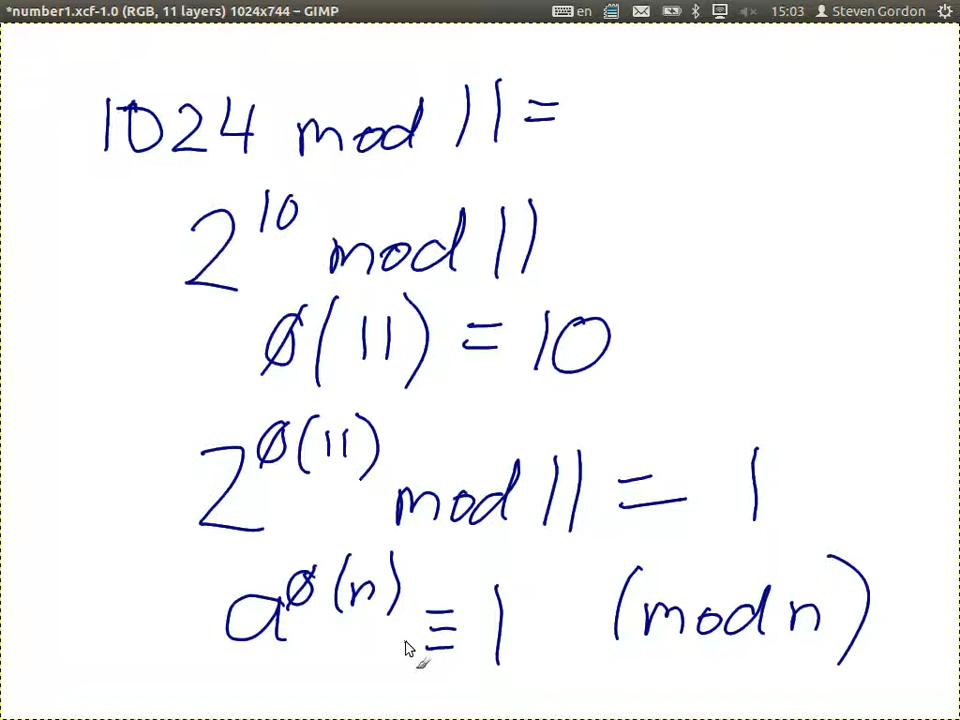 *number1.xcf-1.0 (RGB, 11 layers) 1024x744 – GIMP en 15:03 Steven Gordon
1024 mod 11 =
2^10 mod 11
ø(11) = 10
2^ø(11) mod 11 = 1
a^ø(n) ≡ 1 (mod n)